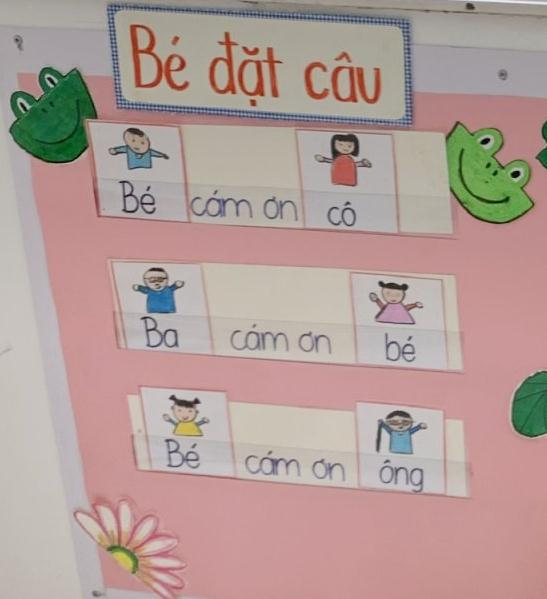 Bé đặt câu
Bé cám ơn cô
Ba cám ơn bé
Bé cám ơn ông